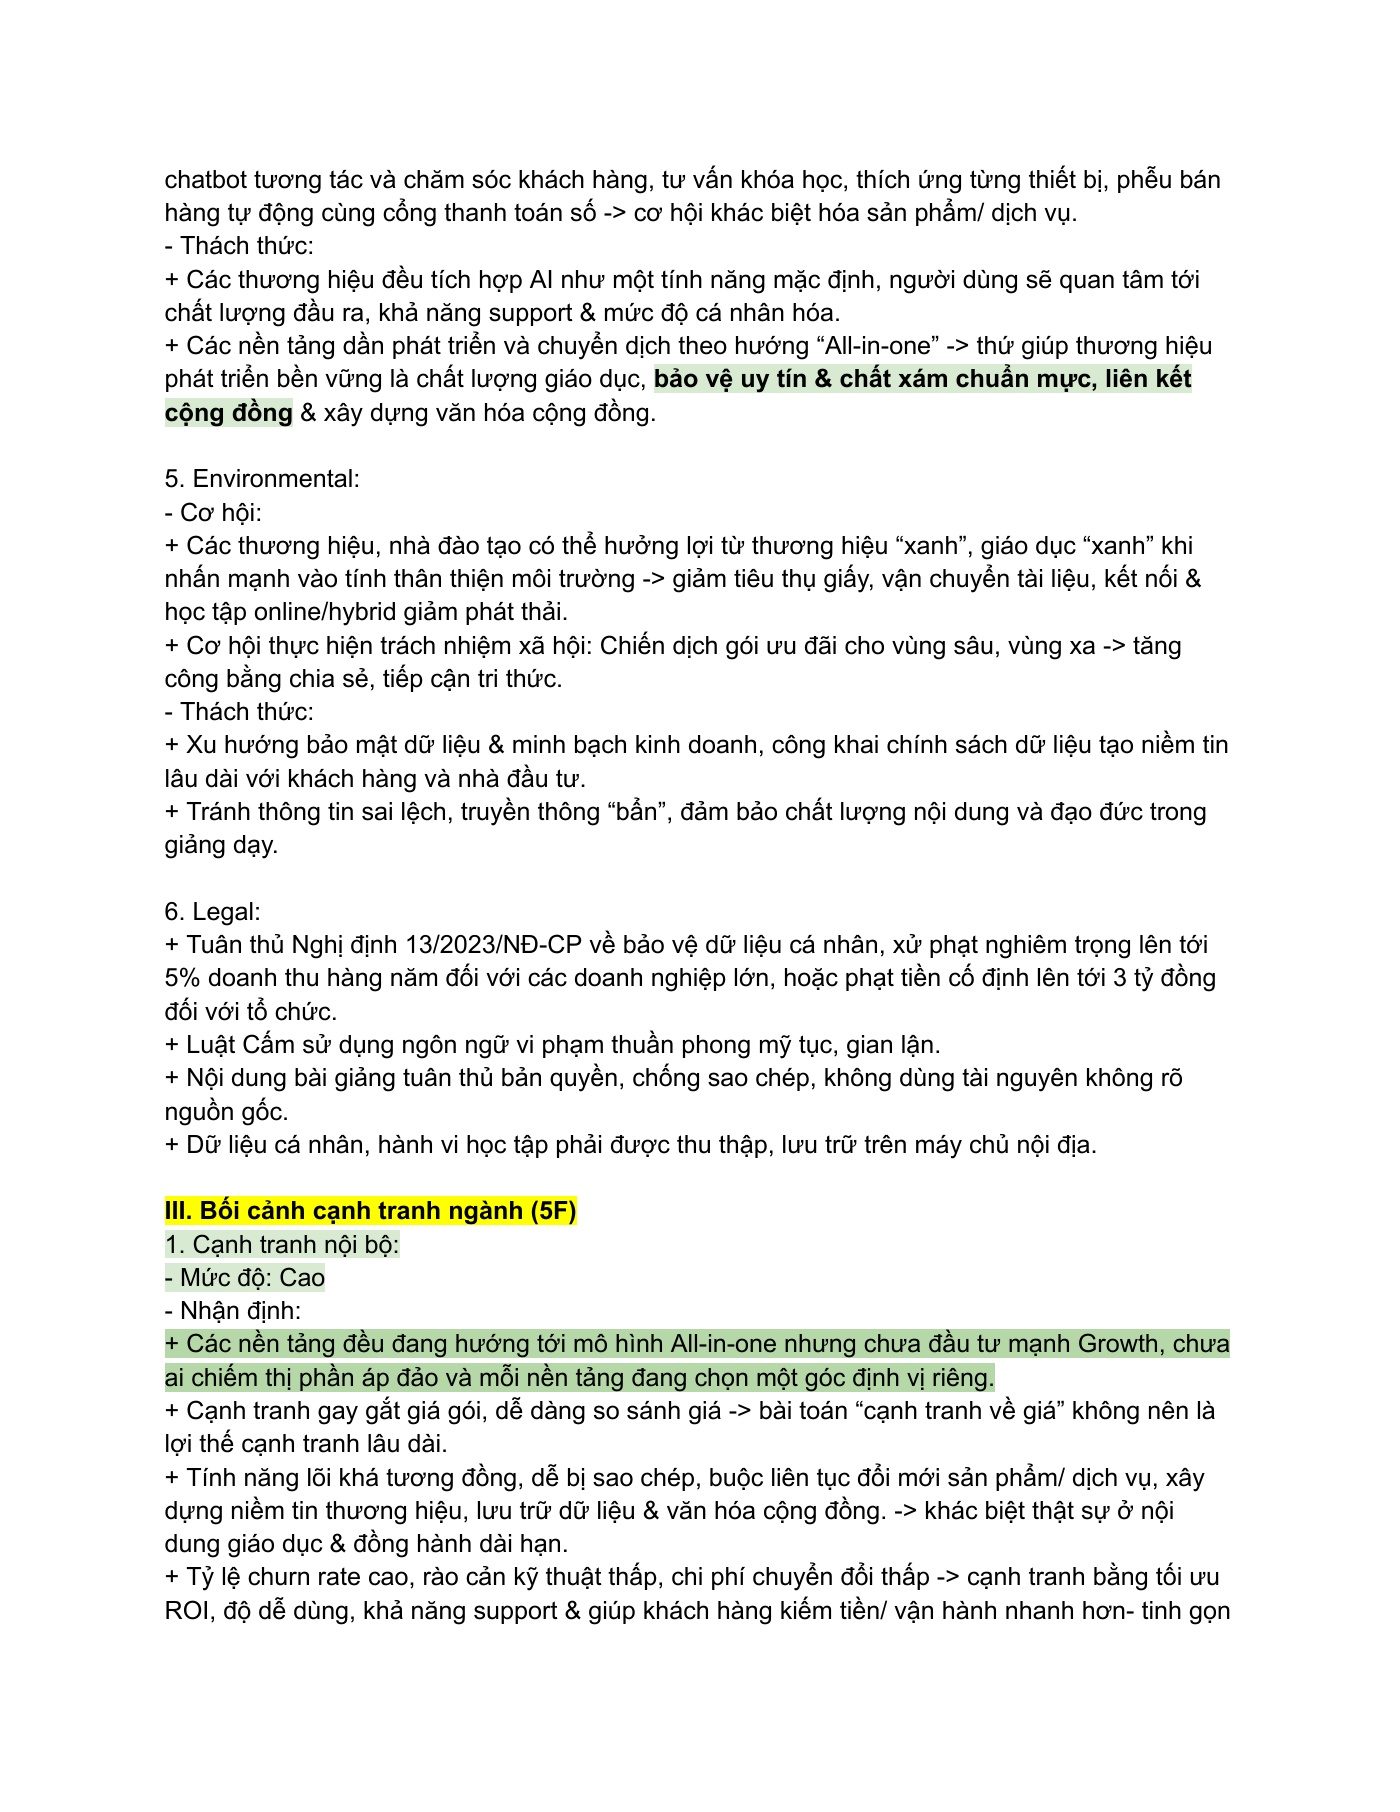 chatbot tương tác và chăm sóc khách hàng, tư vấn khóa học, thích ứng từng thiết bị, phễu bán
hàng tự động cùng cổng thanh toán số -> cơ hội khác biệt hóa sản phẩm/ dịch vụ.
- Thách thức:
+ Các thương hiệu đều tích hợp AI như một tính năng mặc định, người dùng sẽ quan tâm tới
chất lượng đầu ra, khả năng support & mức độ cá nhân hóa.
+ Các nền tảng dần phát triển và chuyển dịch theo hướng “All-in-one” -> thứ giúp thương hiệu
phát triển bền vững là chất lượng giáo dục, bảo vệ uy tín & chất xám chuẩn mực, liên kết
cộng đồng & xây dựng văn hóa cộng đồng.
5. Environmental:
- Cơ hội:
+ Các thương hiệu, nhà đào tạo có thể hưởng lợi từ thương hiệu “xanh”, giáo dục “xanh” khi
nhấn mạnh vào tính thân thiện môi trường -> giảm tiêu thụ giấy, vận chuyển tài liệu, kết nối &
học tập online/hybrid giảm phát thải.
+ Cơ hội thực hiện trách nhiệm xã hội: Chiến dịch gói ưu đãi cho vùng sâu, vùng xa -> tăng
công bằng chia sẻ, tiếp cận tri thức.
- Thách thức:
+ Xu hướng bảo mật dữ liệu & minh bạch kinh doanh, công khai chính sách dữ liệu tạo niềm tin
lâu dài với khách hàng và nhà đầu tư.
+ Tránh thông tin sai lệch, truyền thông “bẩn”, đảm bảo chất lượng nội dung và đạo đức trong
giảng dạy.
6. Legal:
+ Tuân thủ Nghị định 13/2023/NĐ-CP về bảo vệ dữ liệu cá nhân, xử phạt nghiêm trọng lên tới
5% doanh thu hàng năm đối với các doanh nghiệp lớn, hoặc phạt tiền cố định lên tới 3 tỷ đồng
đối với tổ chức.
+ Luật Cấm sử dụng ngôn ngữ vi phạm thuần phong mỹ tục, gian lận.
+ Nội dung bài giảng tuân thủ bản quyền, chống sao chép, không dùng tài nguyên không rõ
nguồn gốc.
+ Dữ liệu cá nhân, hành vi học tập phải được thu thập, lưu trữ trên máy chủ nội địa.
III. Bối cảnh cạnh tranh ngành (5F)
1. Cạnh tranh nội bộ:
- Mức độ: Cao
- Nhận định:
+ Các nền tảng đều đang hướng tới mô hình All-in-one nhưng chưa đầu tư mạnh Growth, chưa
ai chiếm thị phần áp đảo và mỗi nền tảng đang chọn một góc định vị riêng.
+ Cạnh tranh gay gắt giá gói, dễ dàng so sánh giá -> bài toán “cạnh tranh về giá” không nên là
lợi thế cạnh tranh lâu dài.
+ Tính năng lõi khá tương đồng, dễ bị sao chép, buộc liên tục đổi mới sản phẩm/ dịch vụ, xây
dựng niềm tin thương hiệu, lưu trữ dữ liệu & văn hóa cộng đồng. -> khác biệt thật sự ở nội
dung giáo dục & đồng hành dài hạn.
+ Tỷ lệ churn rate cao, rào cản kỹ thuật thấp, chi phí chuyển đổi thấp -> cạnh tranh bằng tối ưu
ROI, độ dễ dùng, khả năng support & giúp khách hàng kiếm tiền/ vận hành nhanh hơn- tinh gọn